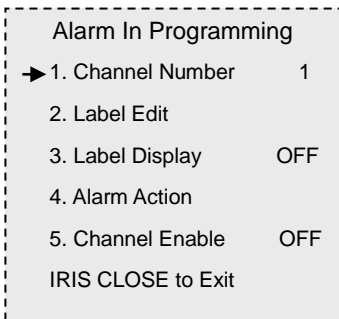 Alarm In Programming
1. Channel Number 1
2. Label Edit
3. Label Display OFF
4. Alarm Action
5. Channel Enable OFF
IRIS CLOSE to Exit